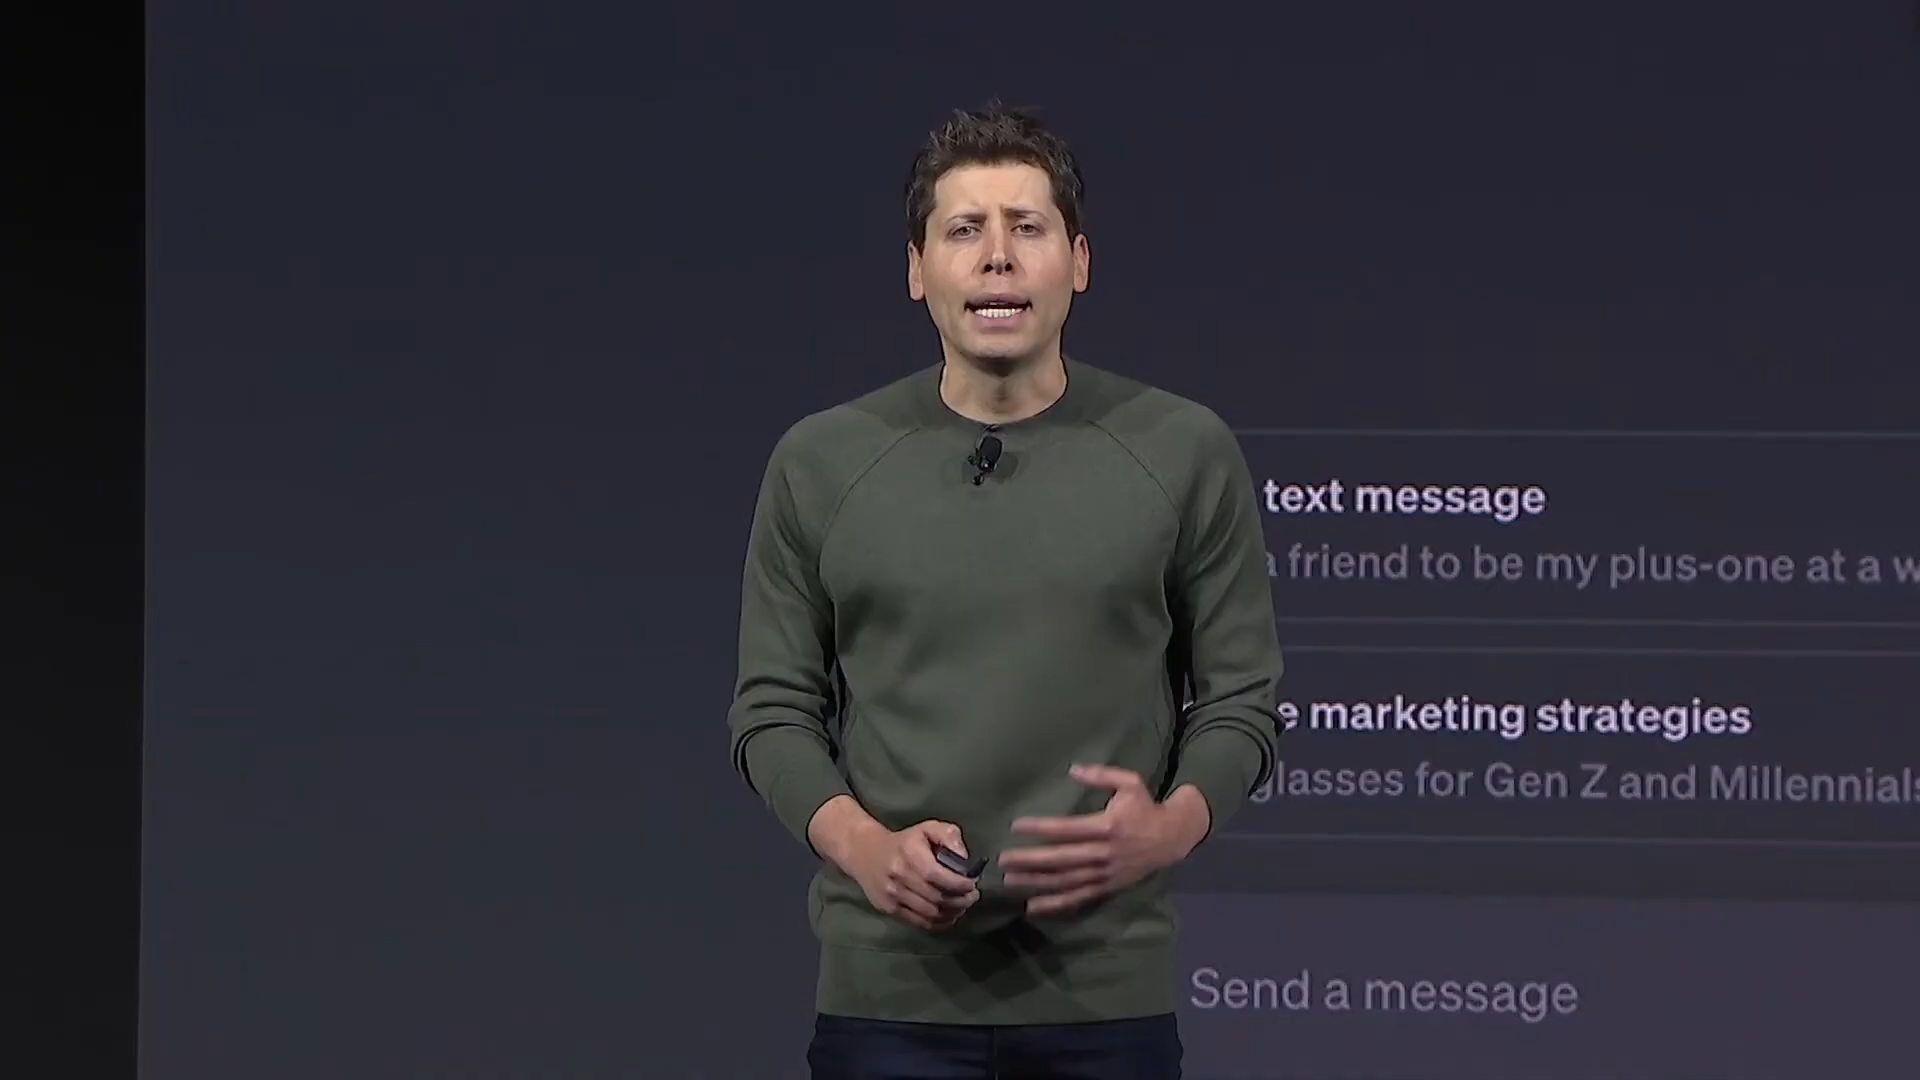 text message
a friend to be my plus-one at a w
e marketing strategies
glasses for Gen Z and Millennials
Send a message